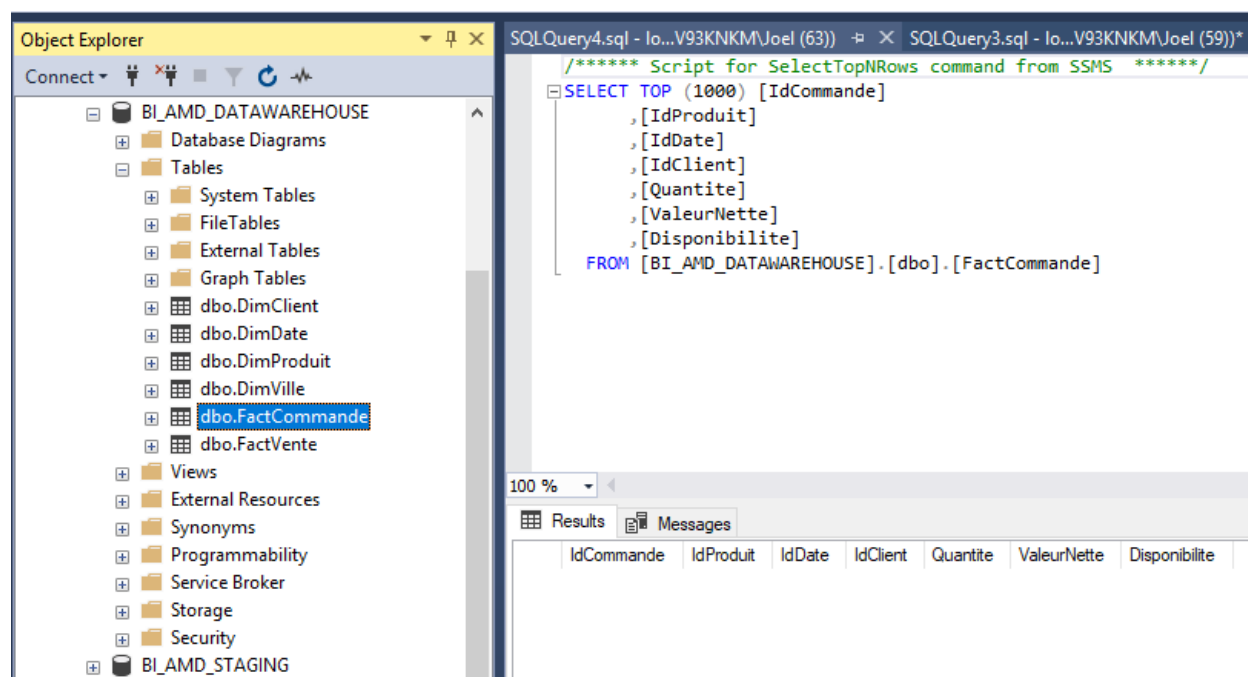 Object Explorer
Connect
BI_AMD_DATAWAREHOUSE
Database Diagrams
Tables
System Tables
FileTables
External Tables
Graph Tables
dbo.DimClient
dbo.DimDate
dbo.DimProduit
dbo.DimVille
dbo.FactCommande
dbo.FactVente
Views
External Resources
Synonyms
Programmability
Service Broker
Storage
Security
BI_AMD_STAGING
SQLQuery4.sql - lo...V93KNKM\Joel (63)) SQLQuery3.sql - lo...V93KNKM\Joel (59))*
/****** Script for SelectTopNRows command from SSMS  ******/
SELECT TOP (1000) [IdCommande]
,[IdProduit]
,[IdDate]
,[IdClient]
,[Quantite]
,[ValeurNette]
,[Disponibilite]
FROM [BI_AMD_DATAWAREHOUSE].[dbo].[FactCommande]
100 %
Results Messages
IdCommande IdProduit IdDate IdClient Quantite ValeurNette Disponibilite